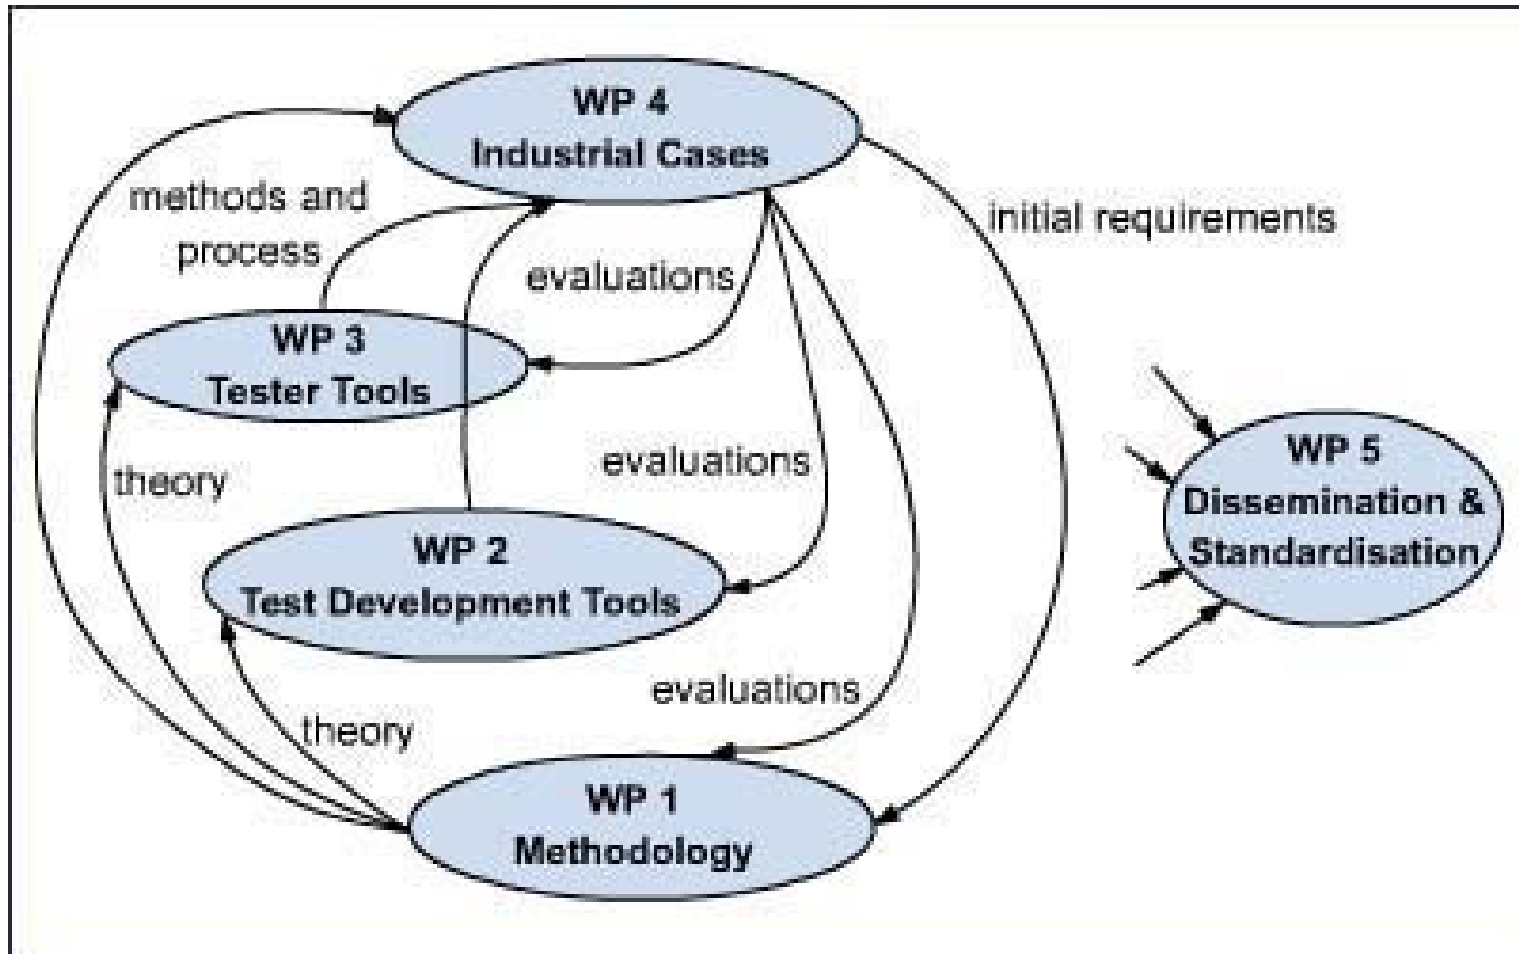 WP 4
Industrial Cases
methods and
process
initial requirements
evaluations
WP 3
Tester Tools
evaluations
theory
WP 5
Dissemination &
Standardisation
WP 2
Test Development Tools
evaluations
theory
WP 1
Methodology